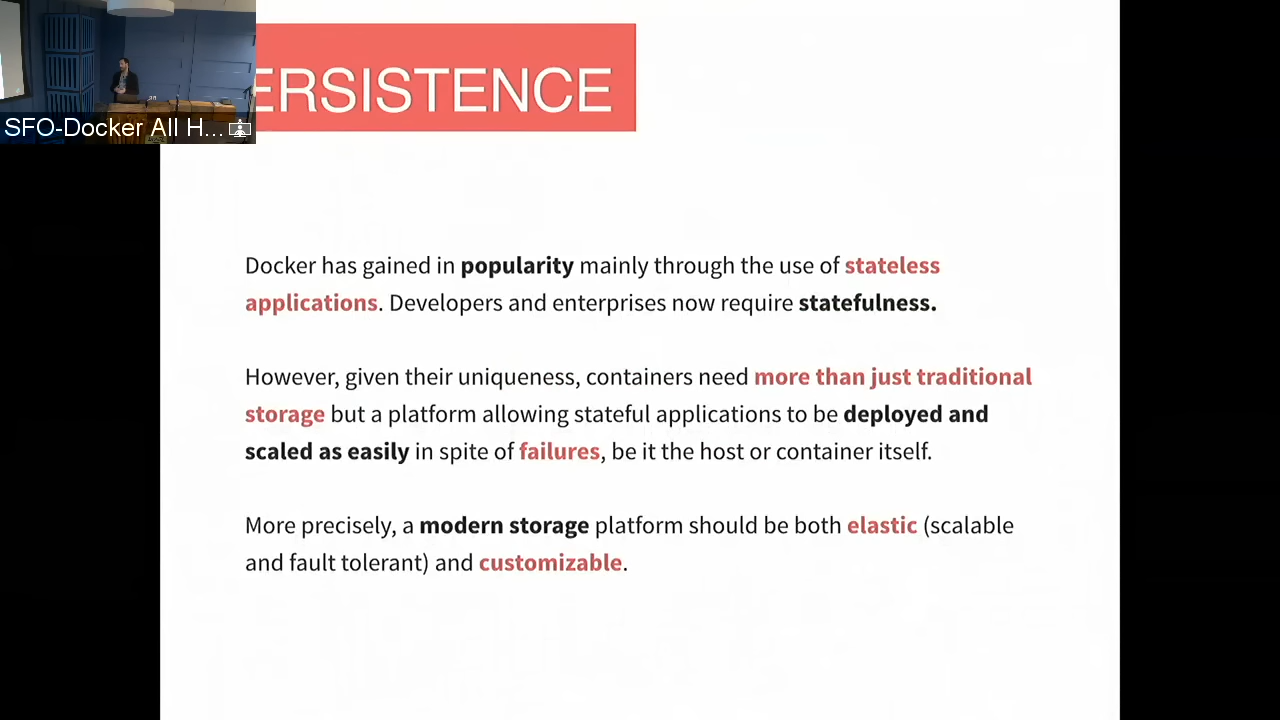 ERSISTENCE
SFO-Docker All H...
Docker has gained in popularity mainly through the use of stateless
applications. Developers and enterprises now require statefulness.
However, given their uniqueness, containers need more than just traditional
storage but a platform allowing stateful applications to be deployed and
scaled as easily in spite of failures, be it the host or container itself.
More precisely, a modern storage platform should be both elastic (scalable
and fault tolerant) and customizable.